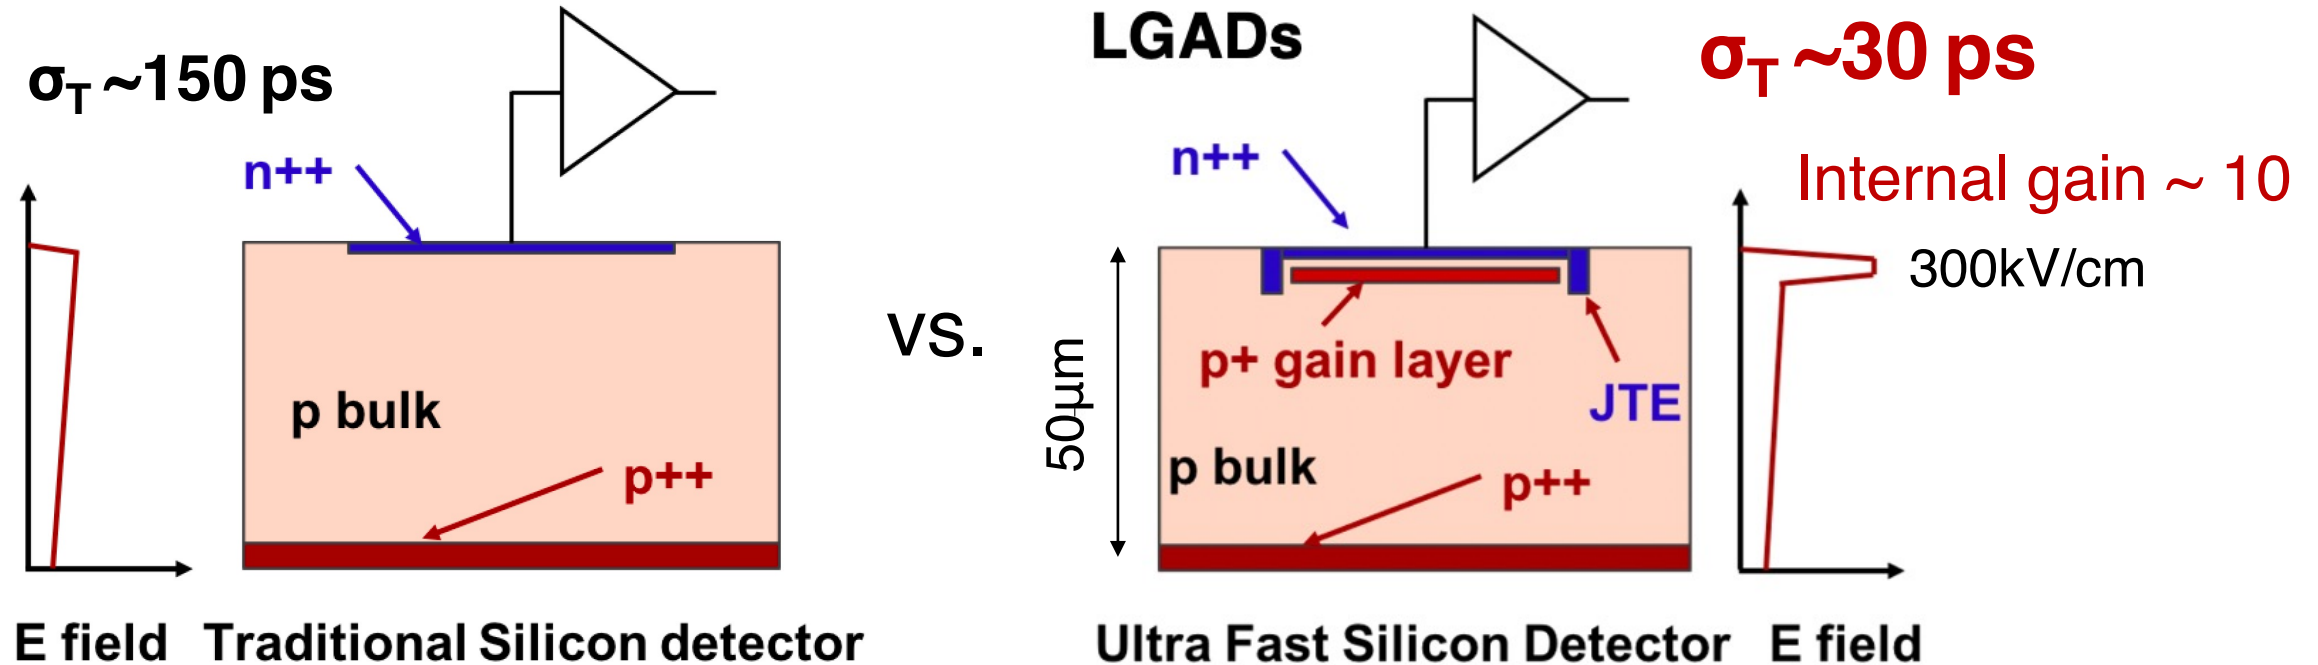 σT ~150 ps
n++
p bulk
p++
E field
Traditional Silicon detector
vs.
LGADs
σT ~30 ps
n++
Internal gain ~ 10
300kV/cm
50µm
p+ gain layer
JTE
p bulk
p++
Ultra Fast Silicon Detector
E field